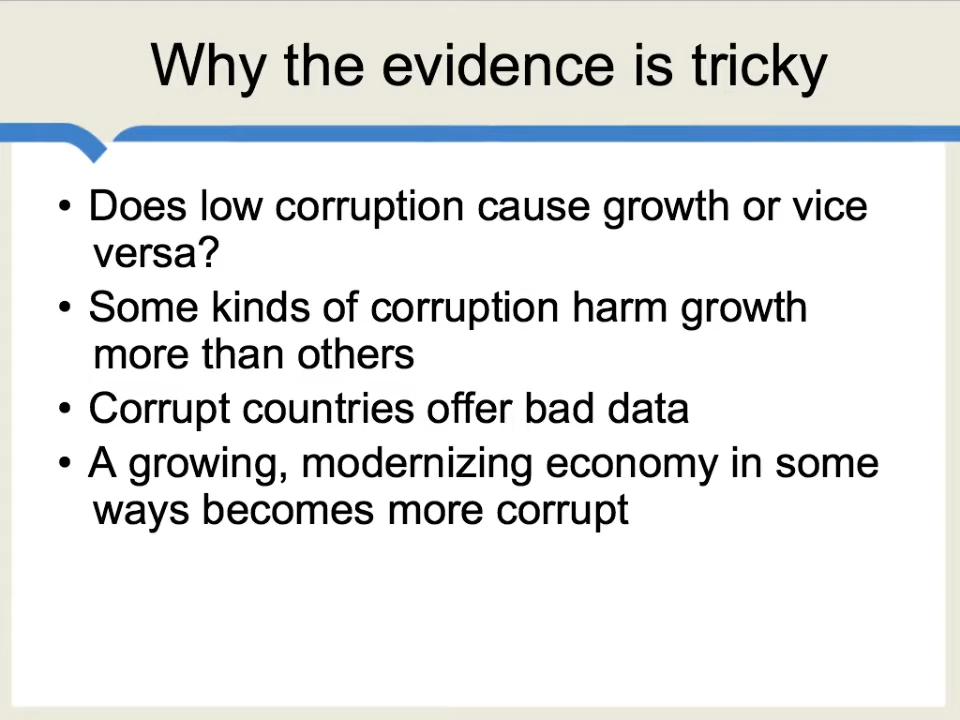 Why the evidence is tricky
• Does low corruption cause growth or vice
versa?
• Some kinds of corruption harm growth
more than others
• Corrupt countries offer bad data
• A growing, modernizing economy in some
ways becomes more corrupt